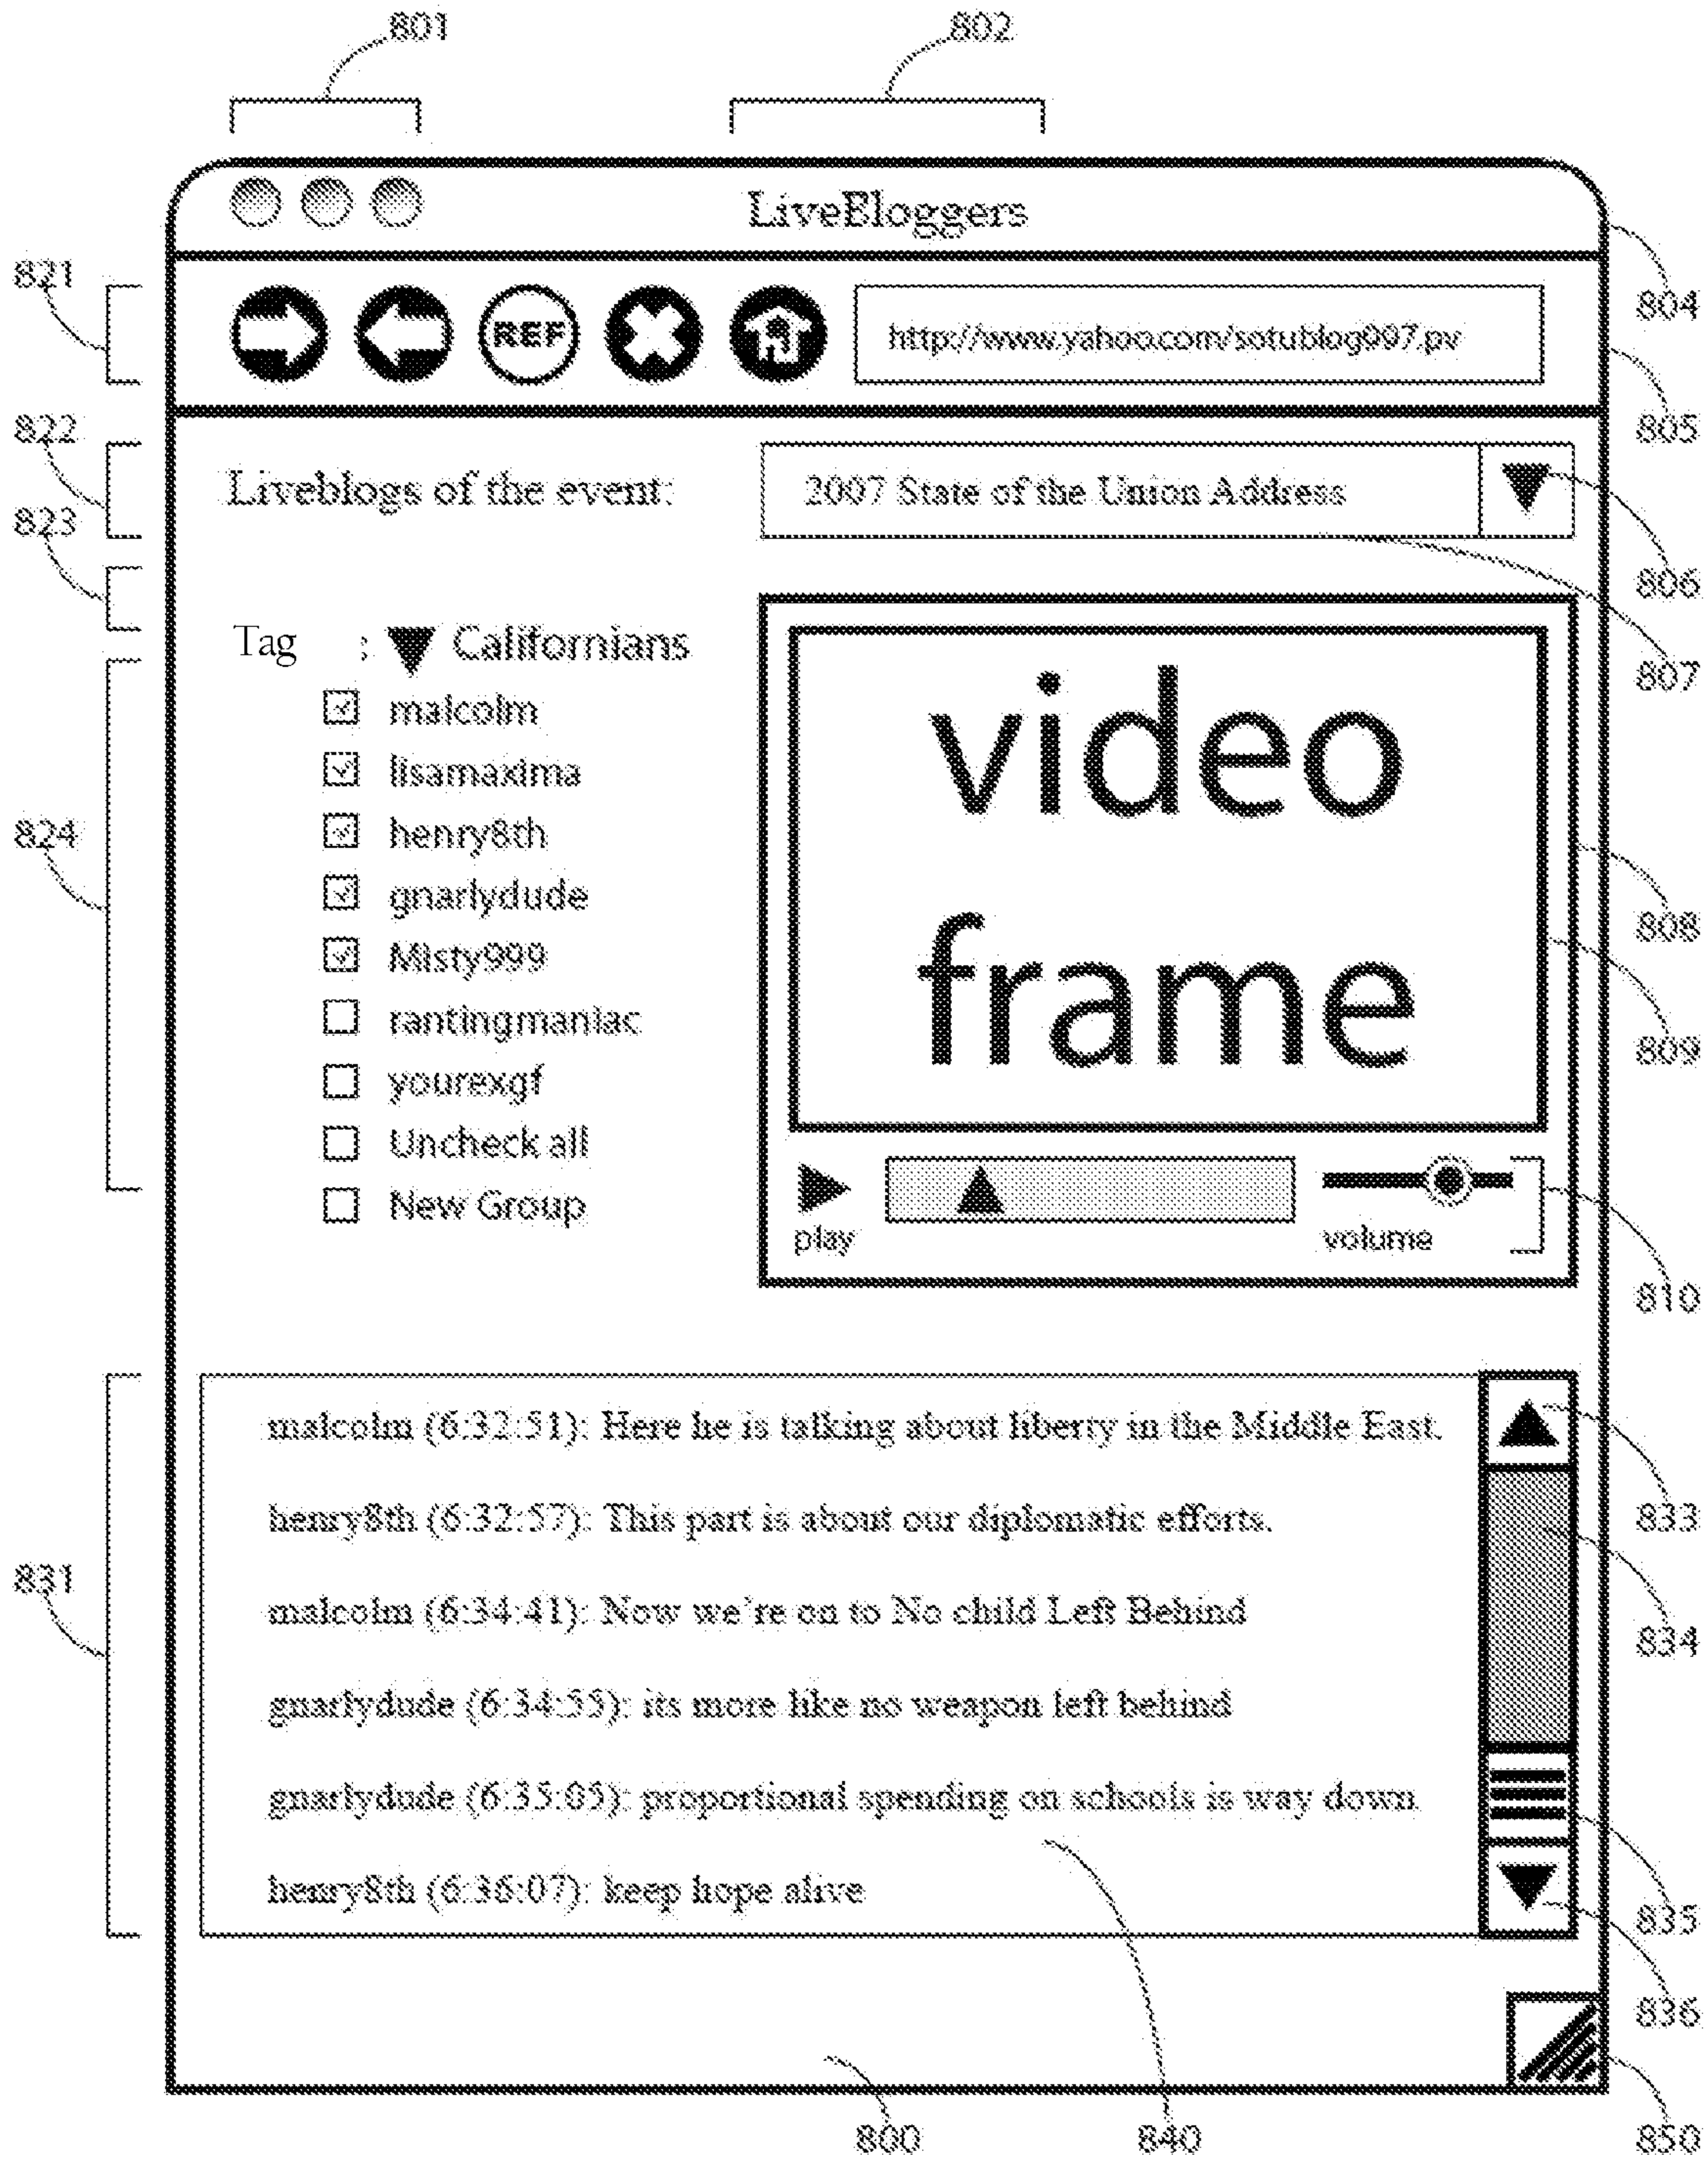 801 802
LiveBloggers
821
REF http://www.yahoo.com/sotublog997.pv
804
805
822
Liveblogs of the event: 2007 State of the Union Address
823
806
Tag : Californians
807
malcolm
lisamaxima
henry8th
gnarlydude
Misty999
rantingmaniac
yourexgf
Uncheck all
New Group
824
video
frame
808
809
play volume
810
831
malcolm (6:32:51): Here he is talking about liberty in the Middle East.
henry8th (6:32:57): This part is about our diplomatic efforts.
malcolm (6:34:41): Now we're on to No child Left Behind
gnarlydude (6:34:55): its more like no weapon left behind
gnarlydude (6:35:05): proportional spending on schools is way down
henry8th (6:36:07): keep hope alive
833
834
835
836
800 840 850